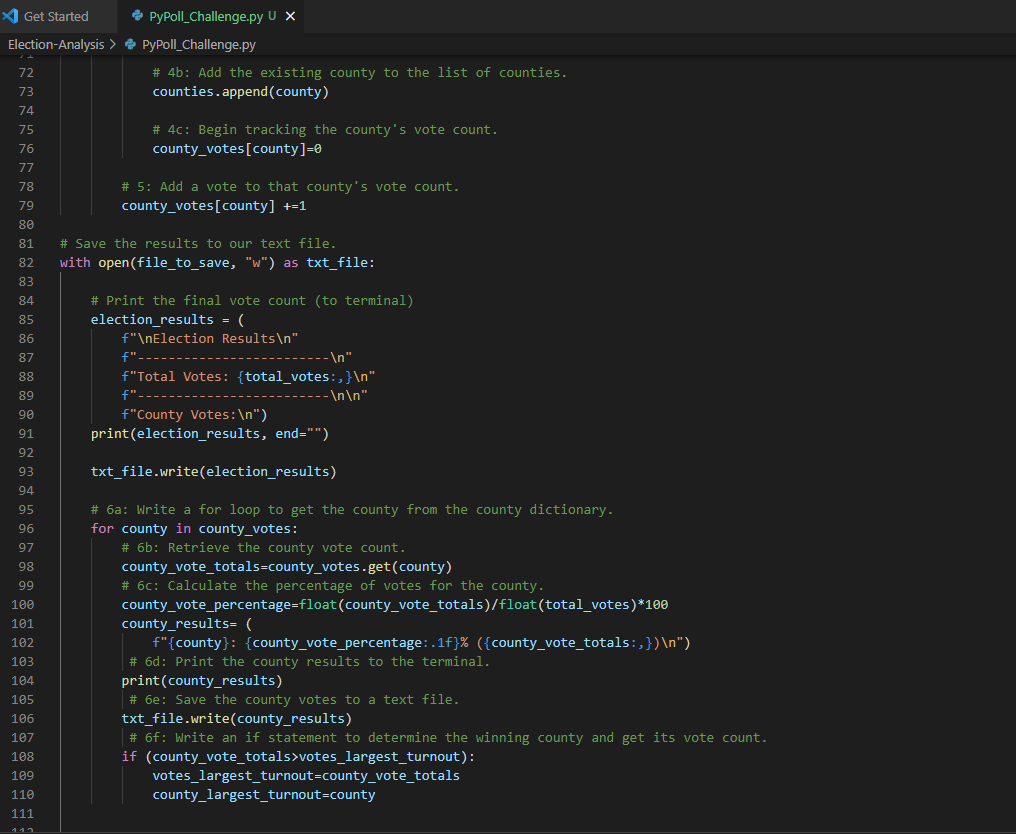 Get Started PyPoll_Challenge.py U ×
Election-Analysis > PyPoll_Challenge.py
71
72 # 4b: Add the existing county to the list of counties.
73 counties.append(county)
74
75 # 4c: Begin tracking the county's vote count.
76 county_votes[county]=0
77
78 # 5: Add a vote to that county's vote count.
79 county_votes[county] +=1
80
81 # Save the results to our text file.
82 with open(file_to_save, "w") as txt_file:
83
84 # Print the final vote count (to terminal)
85 election_results = (
86 f"\nElection Results\n"
87 f"-------------------------\n"
88 f"Total Votes: {total_votes:,}\n"
89 f"-------------------------\n\n"
90 f"County Votes:\n")
91 print(election_results, end="")
92
93 txt_file.write(election_results)
94
95 # 6a: Write a for loop to get the county from the county dictionary.
96 for county in county_votes:
97 # 6b: Retrieve the county vote count.
98 county_vote_totals=county_votes.get(county)
99 # 6c: Calculate the percentage of votes for the county.
100 county_vote_percentage=float(county_vote_totals)/float(total_votes)*100
101 county_results= (
102 f"{county}: {county_vote_percentage:.1f}% ({county_vote_totals:,})\n")
103 # 6d: Print the county results to the terminal.
104 print(county_results)
105 # 6e: Save the county votes to a text file.
106 txt_file.write(county_results)
107 # 6f: Write an if statement to determine the winning county and get its vote count.
108 if (county_vote_totals>votes_largest_turnout):
109 votes_largest_turnout=county_vote_totals
110 county_largest_turnout=county
111
112